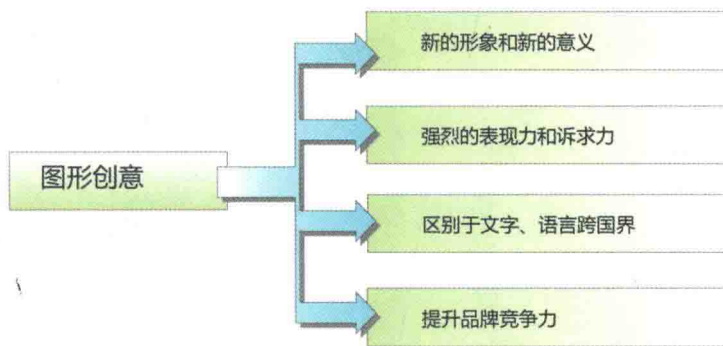 新的形象和新的意义
强烈的表现力和诉求力
图形创意
区别于文字、语言跨国界
提升品牌竞争力